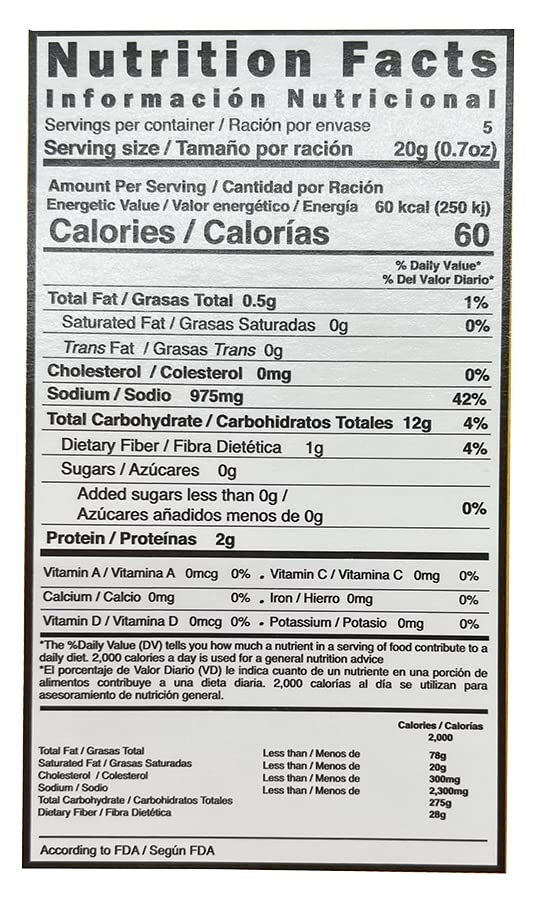 Nutrition Facts
Información Nutricional
Servings per container / Ración por envase 5
Serving size / Tamaño por ración 20g (0.7oz)
Amount Per Serving / Cantidad por Ración
Energetic Value / Valor energético / Energía 60 kcal (250 kj)
Calories / Calorías 60
% Daily Value*
% Del Valor Diario*
Total Fat / Grasas Total 0.5g 1%
Saturated Fat / Grasas Saturadas 0g 0%
Trans Fat / Grasas Trans 0g
Cholesterol / Colesterol 0mg 0%
Sodium / Sodio 975mg 42%
Total Carbohydrate / Carbohidratos Totales 12g 4%
Dietary Fiber / Fibra Dietética 1g 4%
Sugars / Azúcares 0g
Added sugars less than 0g /
Azúcares añadidos menos de 0g 0%
Protein / Proteínas 2g
Vitamin A / Vitamina A 0mcg 0% . Vitamin C / Vitamina C 0mg 0%
Calcium / Calcio 0mg 0% . Iron / Hierro 0mg 0%
Vitamin D / Vitamina D 0mcg 0% . Potassium / Potasio 0mg 0%
*The %Daily Value (DV) tells you how much a nutrient in a serving of food contribute to a
daily diet. 2,000 calories a day is used for a general nutrition advice
*El porcentaje de Valor Diario (VD) le indica cuanto de un nutriente en una porción de
alimentos contribuye a una dieta diaria. 2,000 calorías al día se utilizan para
asesoramiento de nutrición general.
Calories / Calorías
2,000
Total Fat / Grasas Total Less than / Menos de 78g
Saturated Fat / Grasas Saturadas Less than / Menos de 20g
Cholesterol / Colesterol Less than / Menos de 300mg
Sodium / Sodio Less than / Menos de 2,300mg
Total Carbohydrate / Carbohidratos Totales 275g
Dietary Fiber / Fibra Dietética 28g
According to FDA / Según FDA